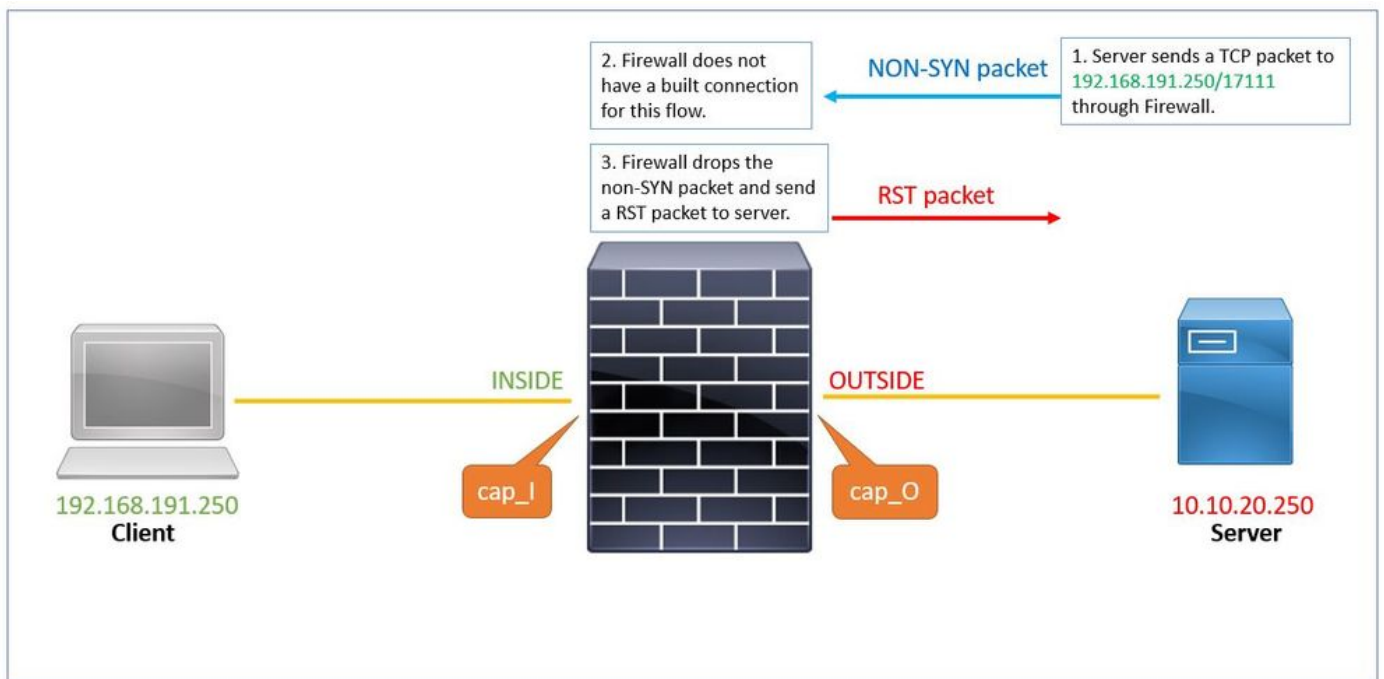 2. Firewall does not
have a built connection
for this flow.
NON-SYN packet
1. Server sends a TCP packet to
192.168.191.250/17111
through Firewall.
3. Firewall drops the
non-SYN packet and send
a RST packet to server.
RST packet
INSIDE
OUTSIDE
cap_I
cap_O
192.168.191.250
Client
10.10.20.250
Server